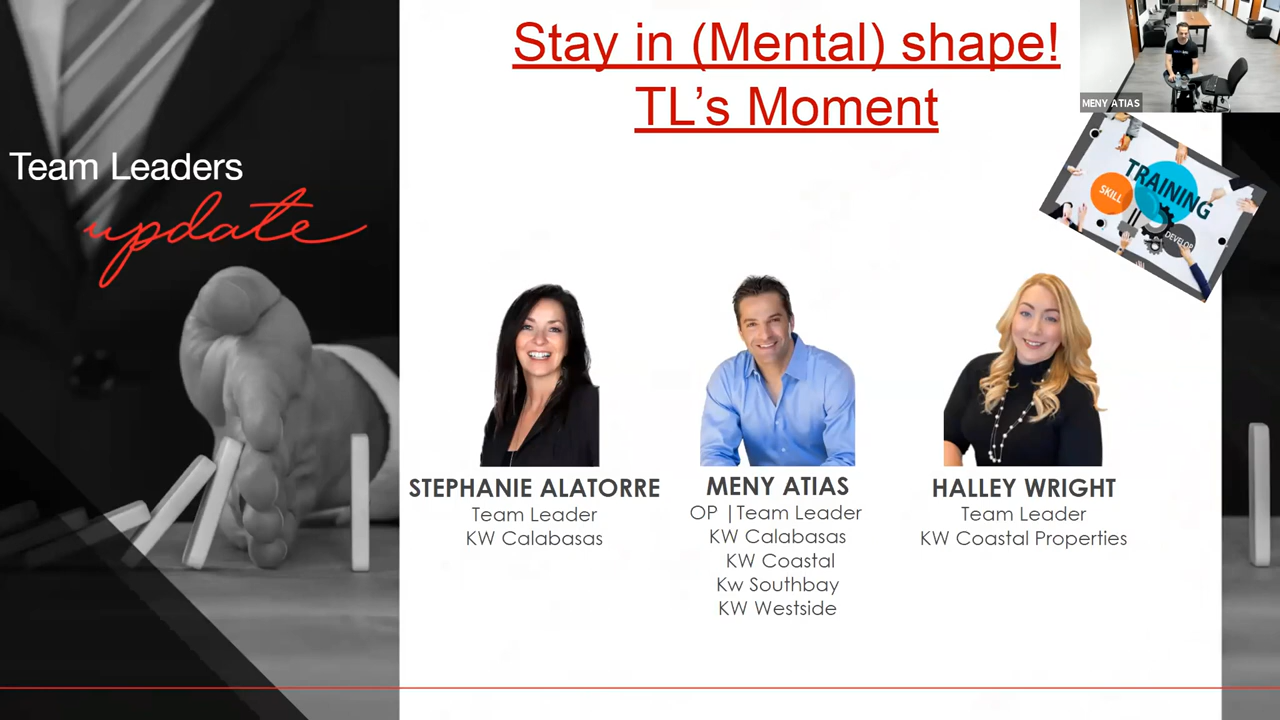 Stay in (Mental) shape!
TL's Moment
MENY ATIAS
Team Leaders
update
TRAINING
SKILL
DEVELOP
STEPHANIE ALATORRE
Team Leader
KW Calabasas
MENY ATIAS
OP |Team Leader
KW Calabasas
KW Coastal
Kw Southbay
KW Westside
HALLEY WRIGHT
Team Leader
KW Coastal Properties